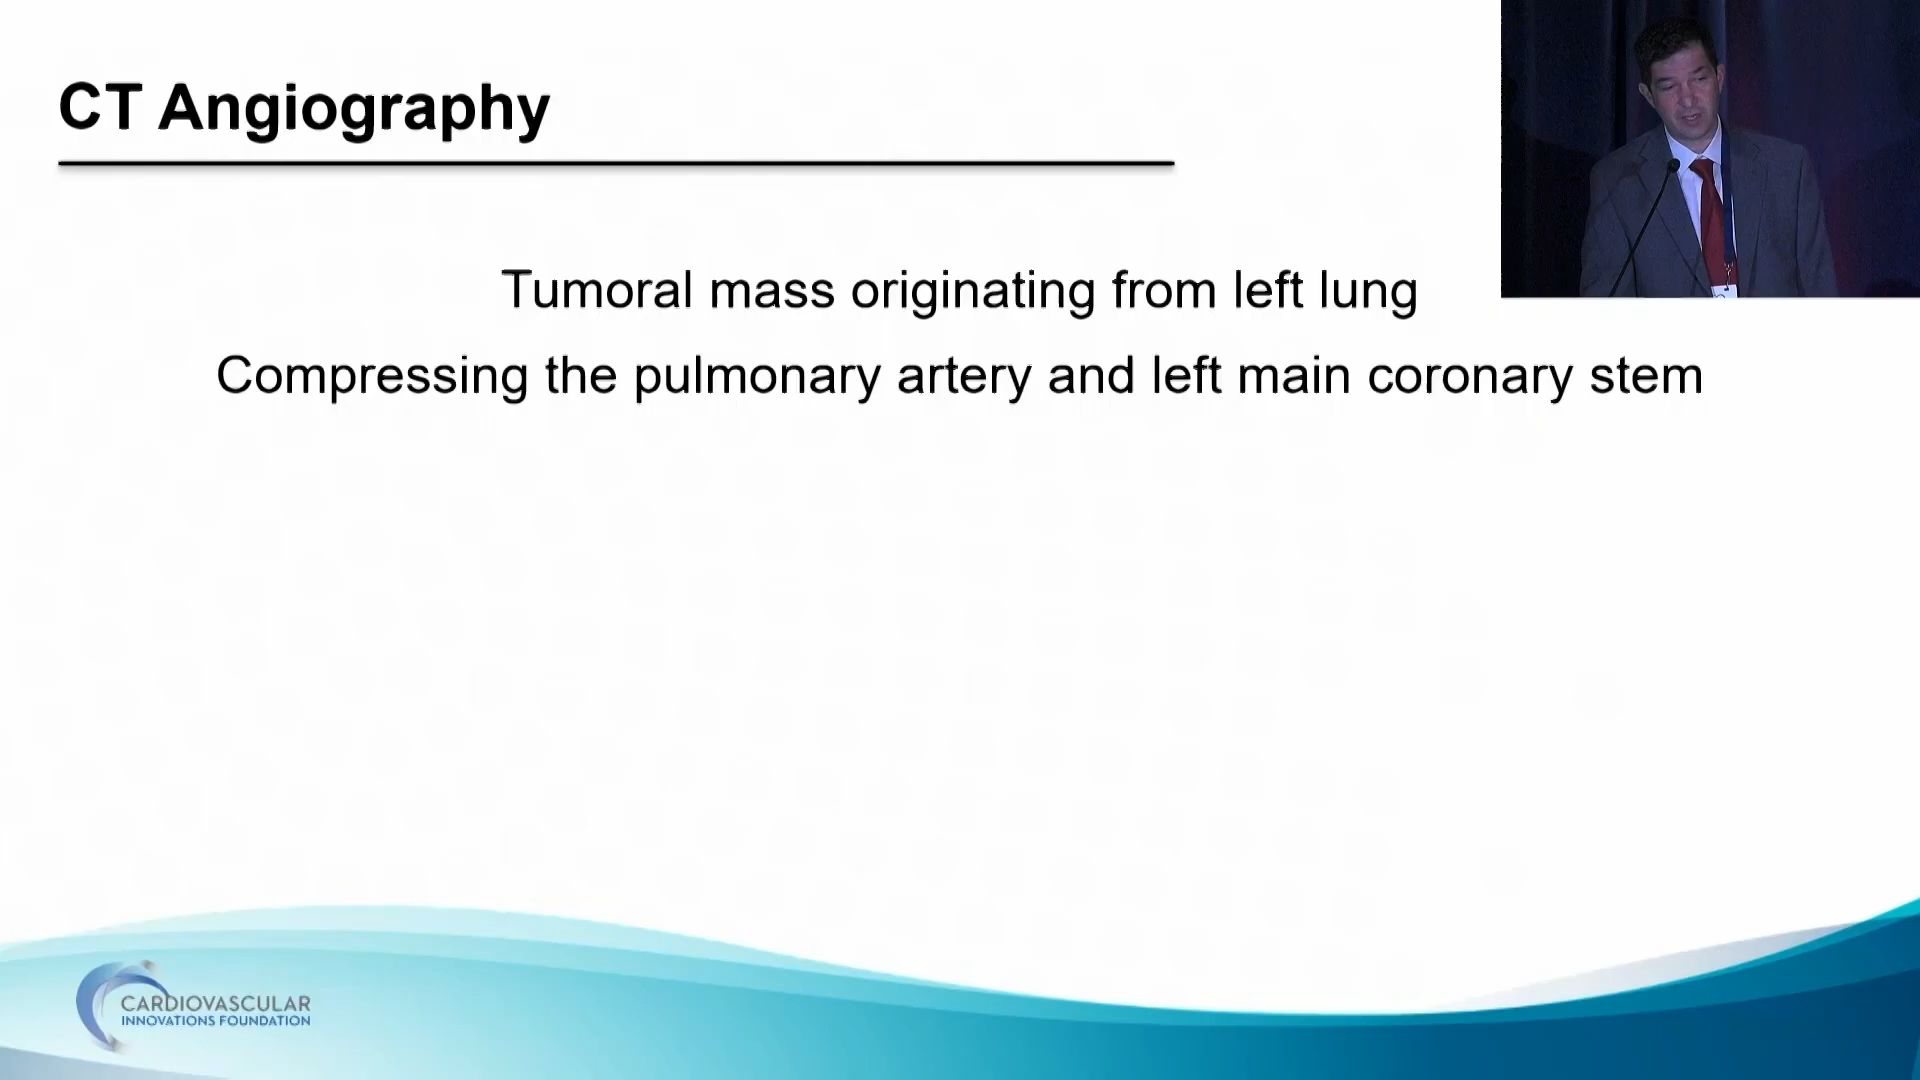 CT Angiography
Tumoral mass originating from left lung
Compressing the pulmonary artery and left main coronary stem
CARDIOVASCULAR
INNOVATIONS FOUNDATION